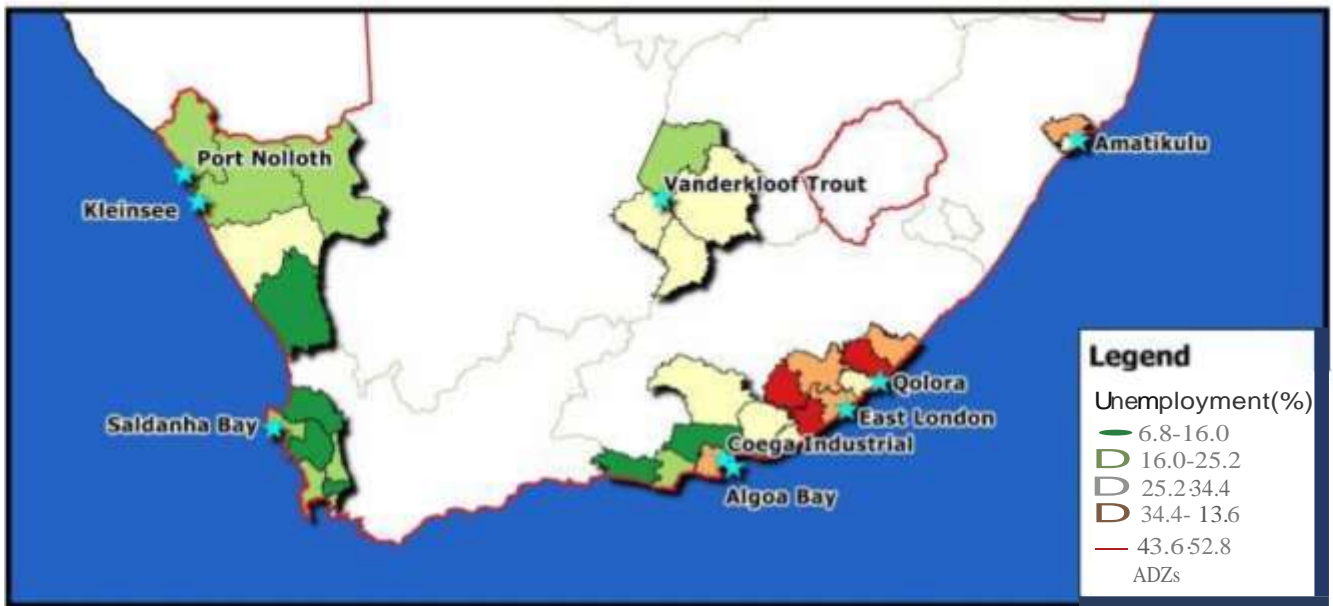 Port Nolloth
Kleinsee
Vanderkloof Trout
Amatikulu
Saldanha Bay
Qolora
East London
Coega Industrial
Algoa Bay
Legend
Unemployment(%)
6.8-16.0
16.0-25.2
25.2-34.4
34.4- 13.6
43.6-52.8
ADZs